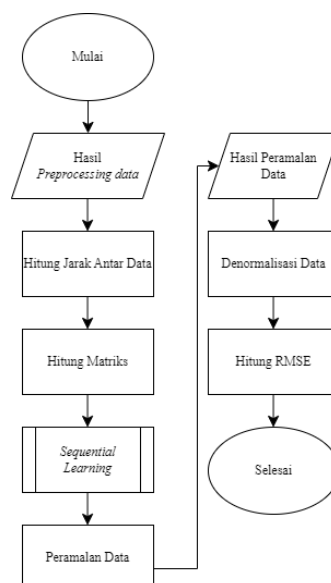 Mulai
Hasil
Preprocessing data
Hitung Jarak Antar Data
Hitung Matriks
Sequential
Learning
Peramalan Data
Hasil Peramalan
Data
Denormalisasi Data
Hitung RMSE
Selesai